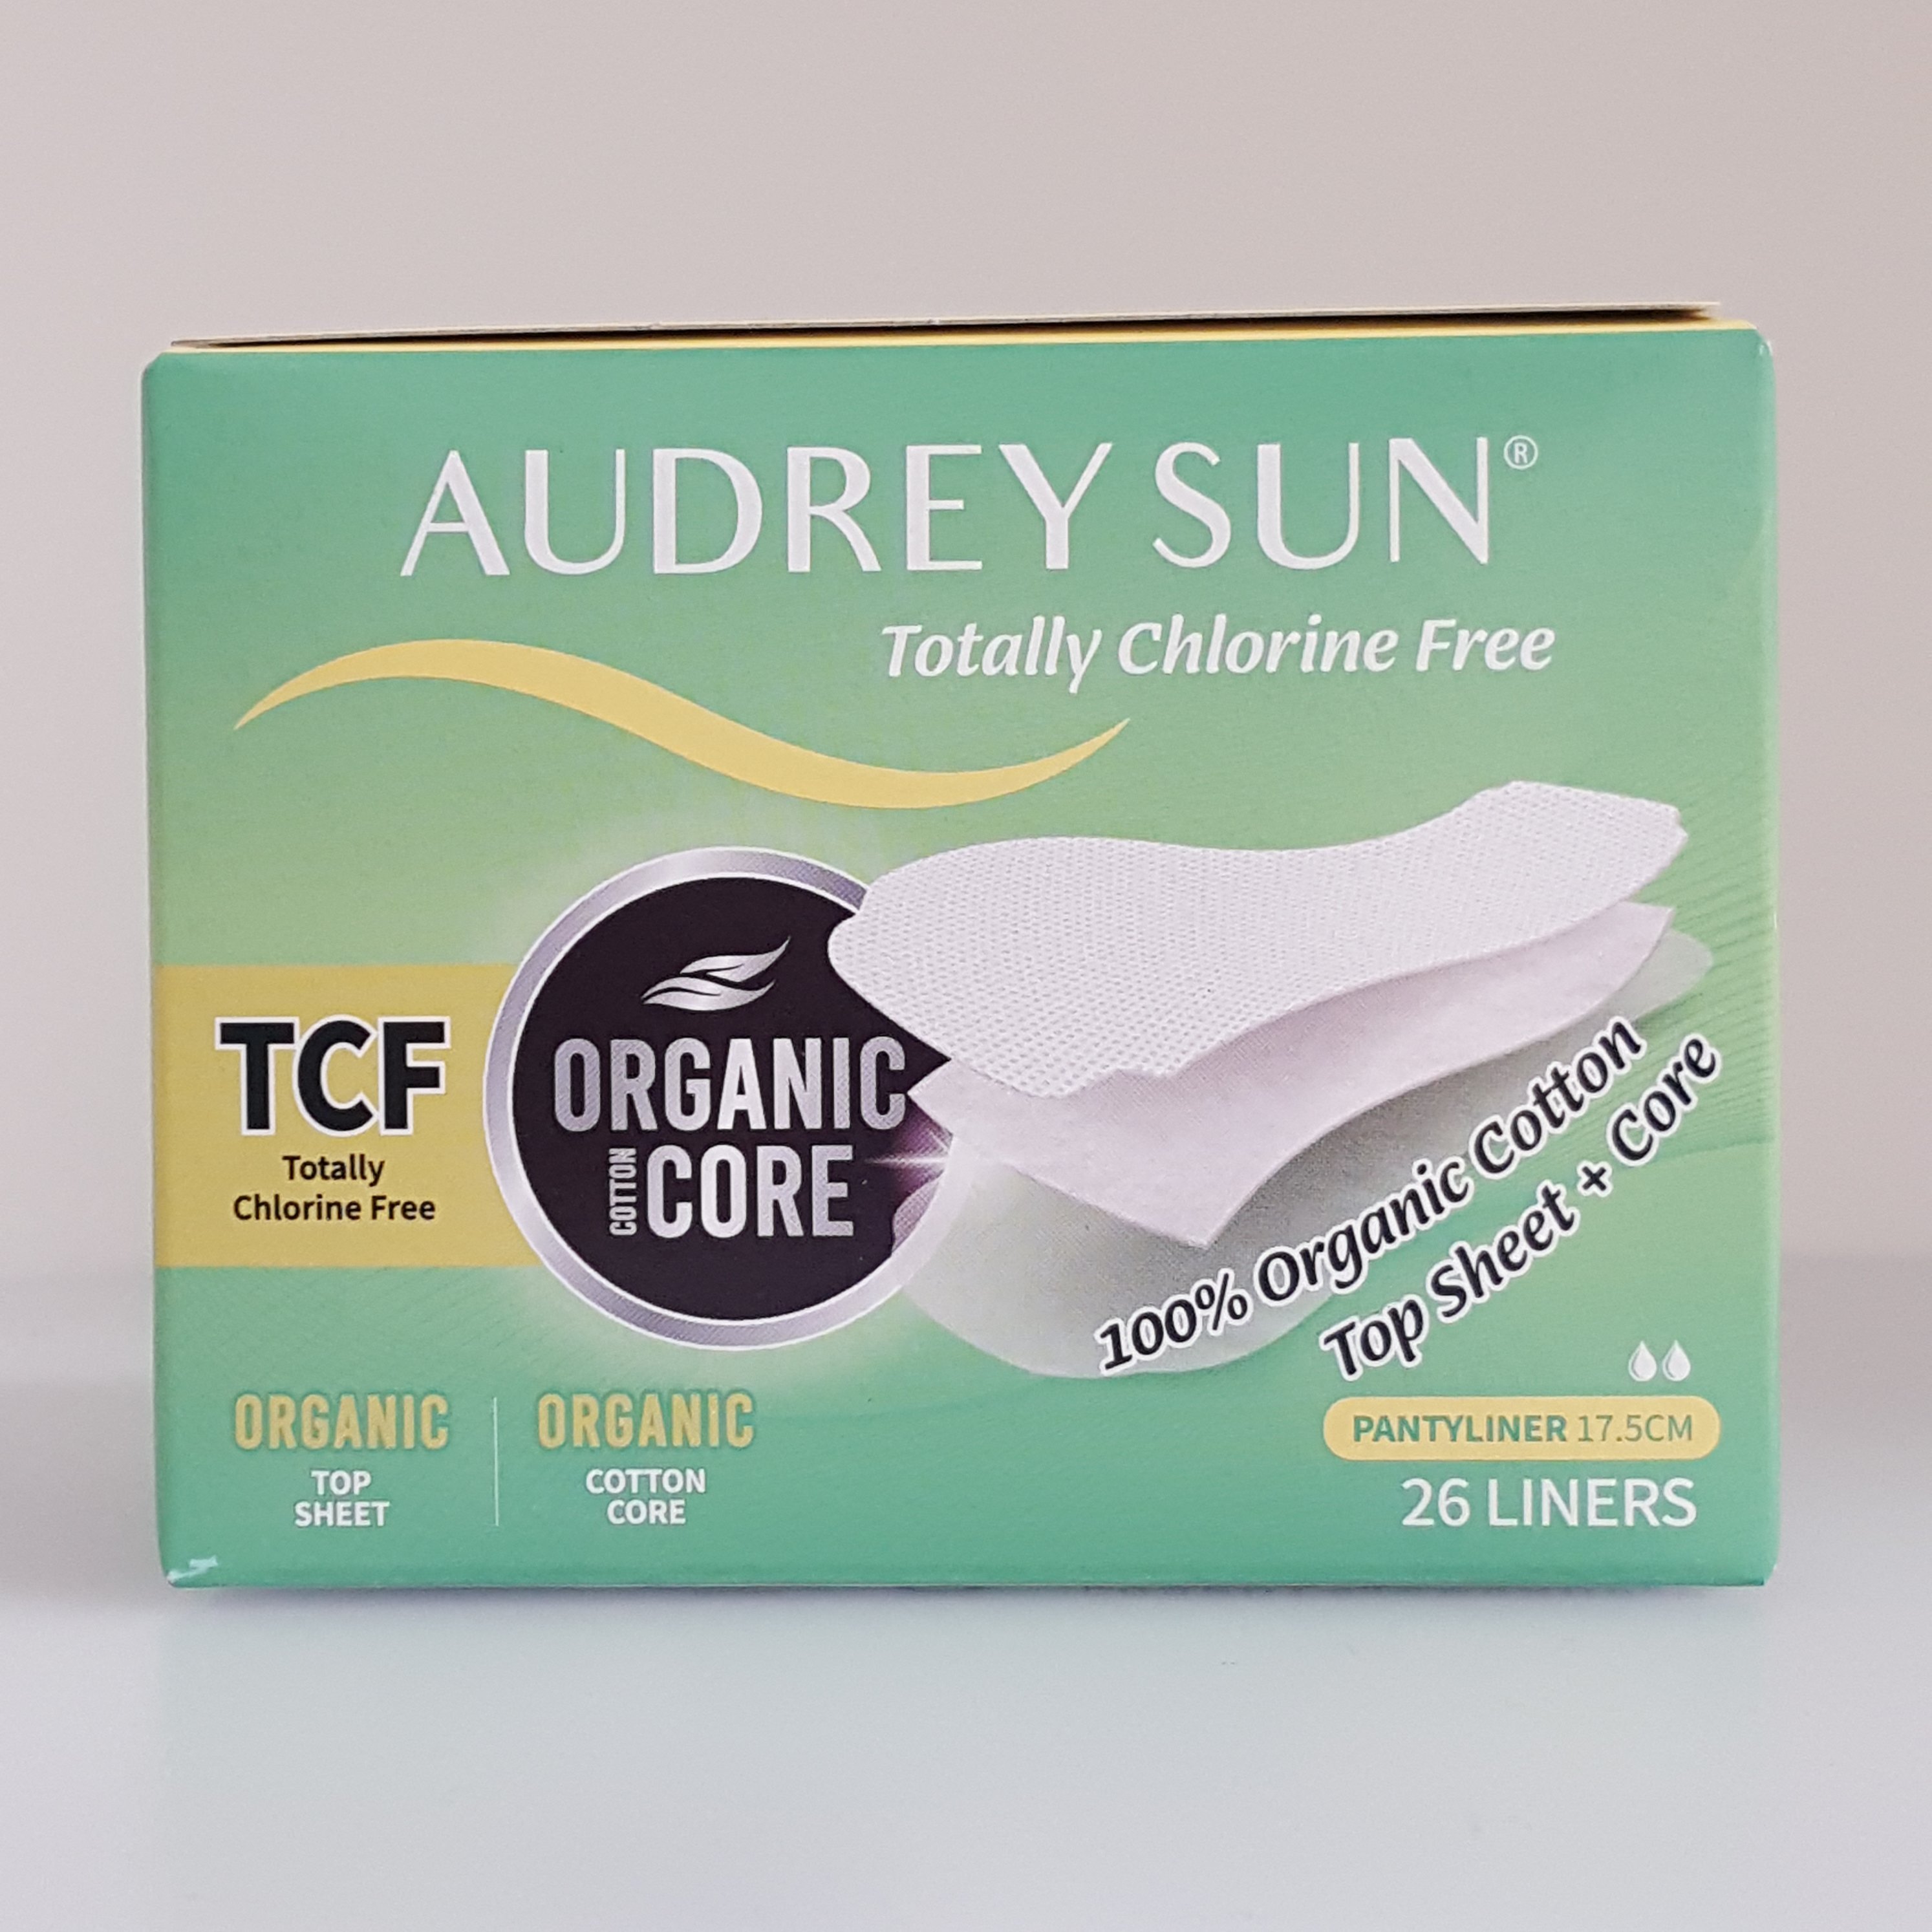 AUDREY SUN®
Totally Chlorine Free
TCF
Totally
Chlorine Free
ORGANIC
COTTON CORE
100% Organic Cotton
Top Sheet + Core
ORGANIC
TOP
SHEET
ORGANIC
COTTON
CORE
PANTYLINER 17.5CM
26 LINERS